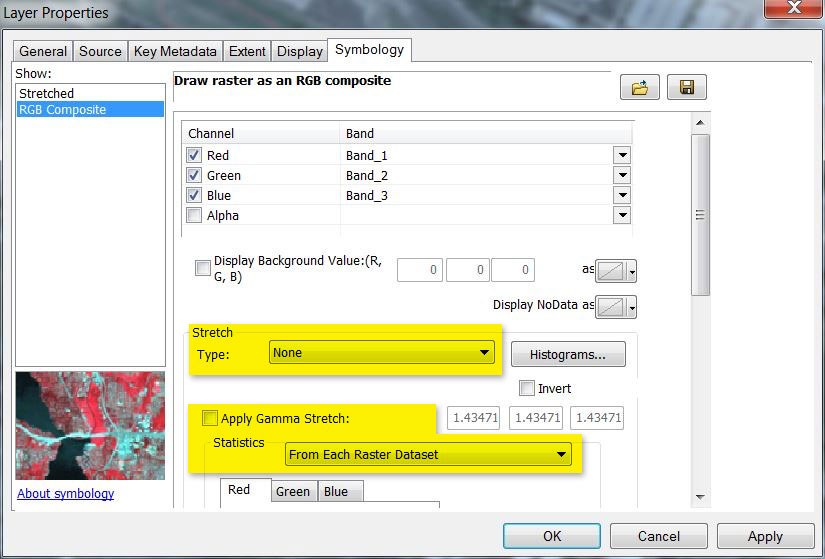 Layer Properties
General Source Key Metadata Extent Display Symbology
Show:
Stretched
RGB Composite
Draw raster as an RGB composite
Channel Band
Red Band_1
Green Band_2
Blue Band_3
Alpha
Display Background Value:(R, G, B) 0 0 0 as
Display NoData as
Stretch
Type: None Histograms...
Invert
Apply Gamma Stretch: 1.43471 1.43471 1.43471
Statistics
From Each Raster Dataset
Red Green Blue
About symbology
OK Cancel Apply